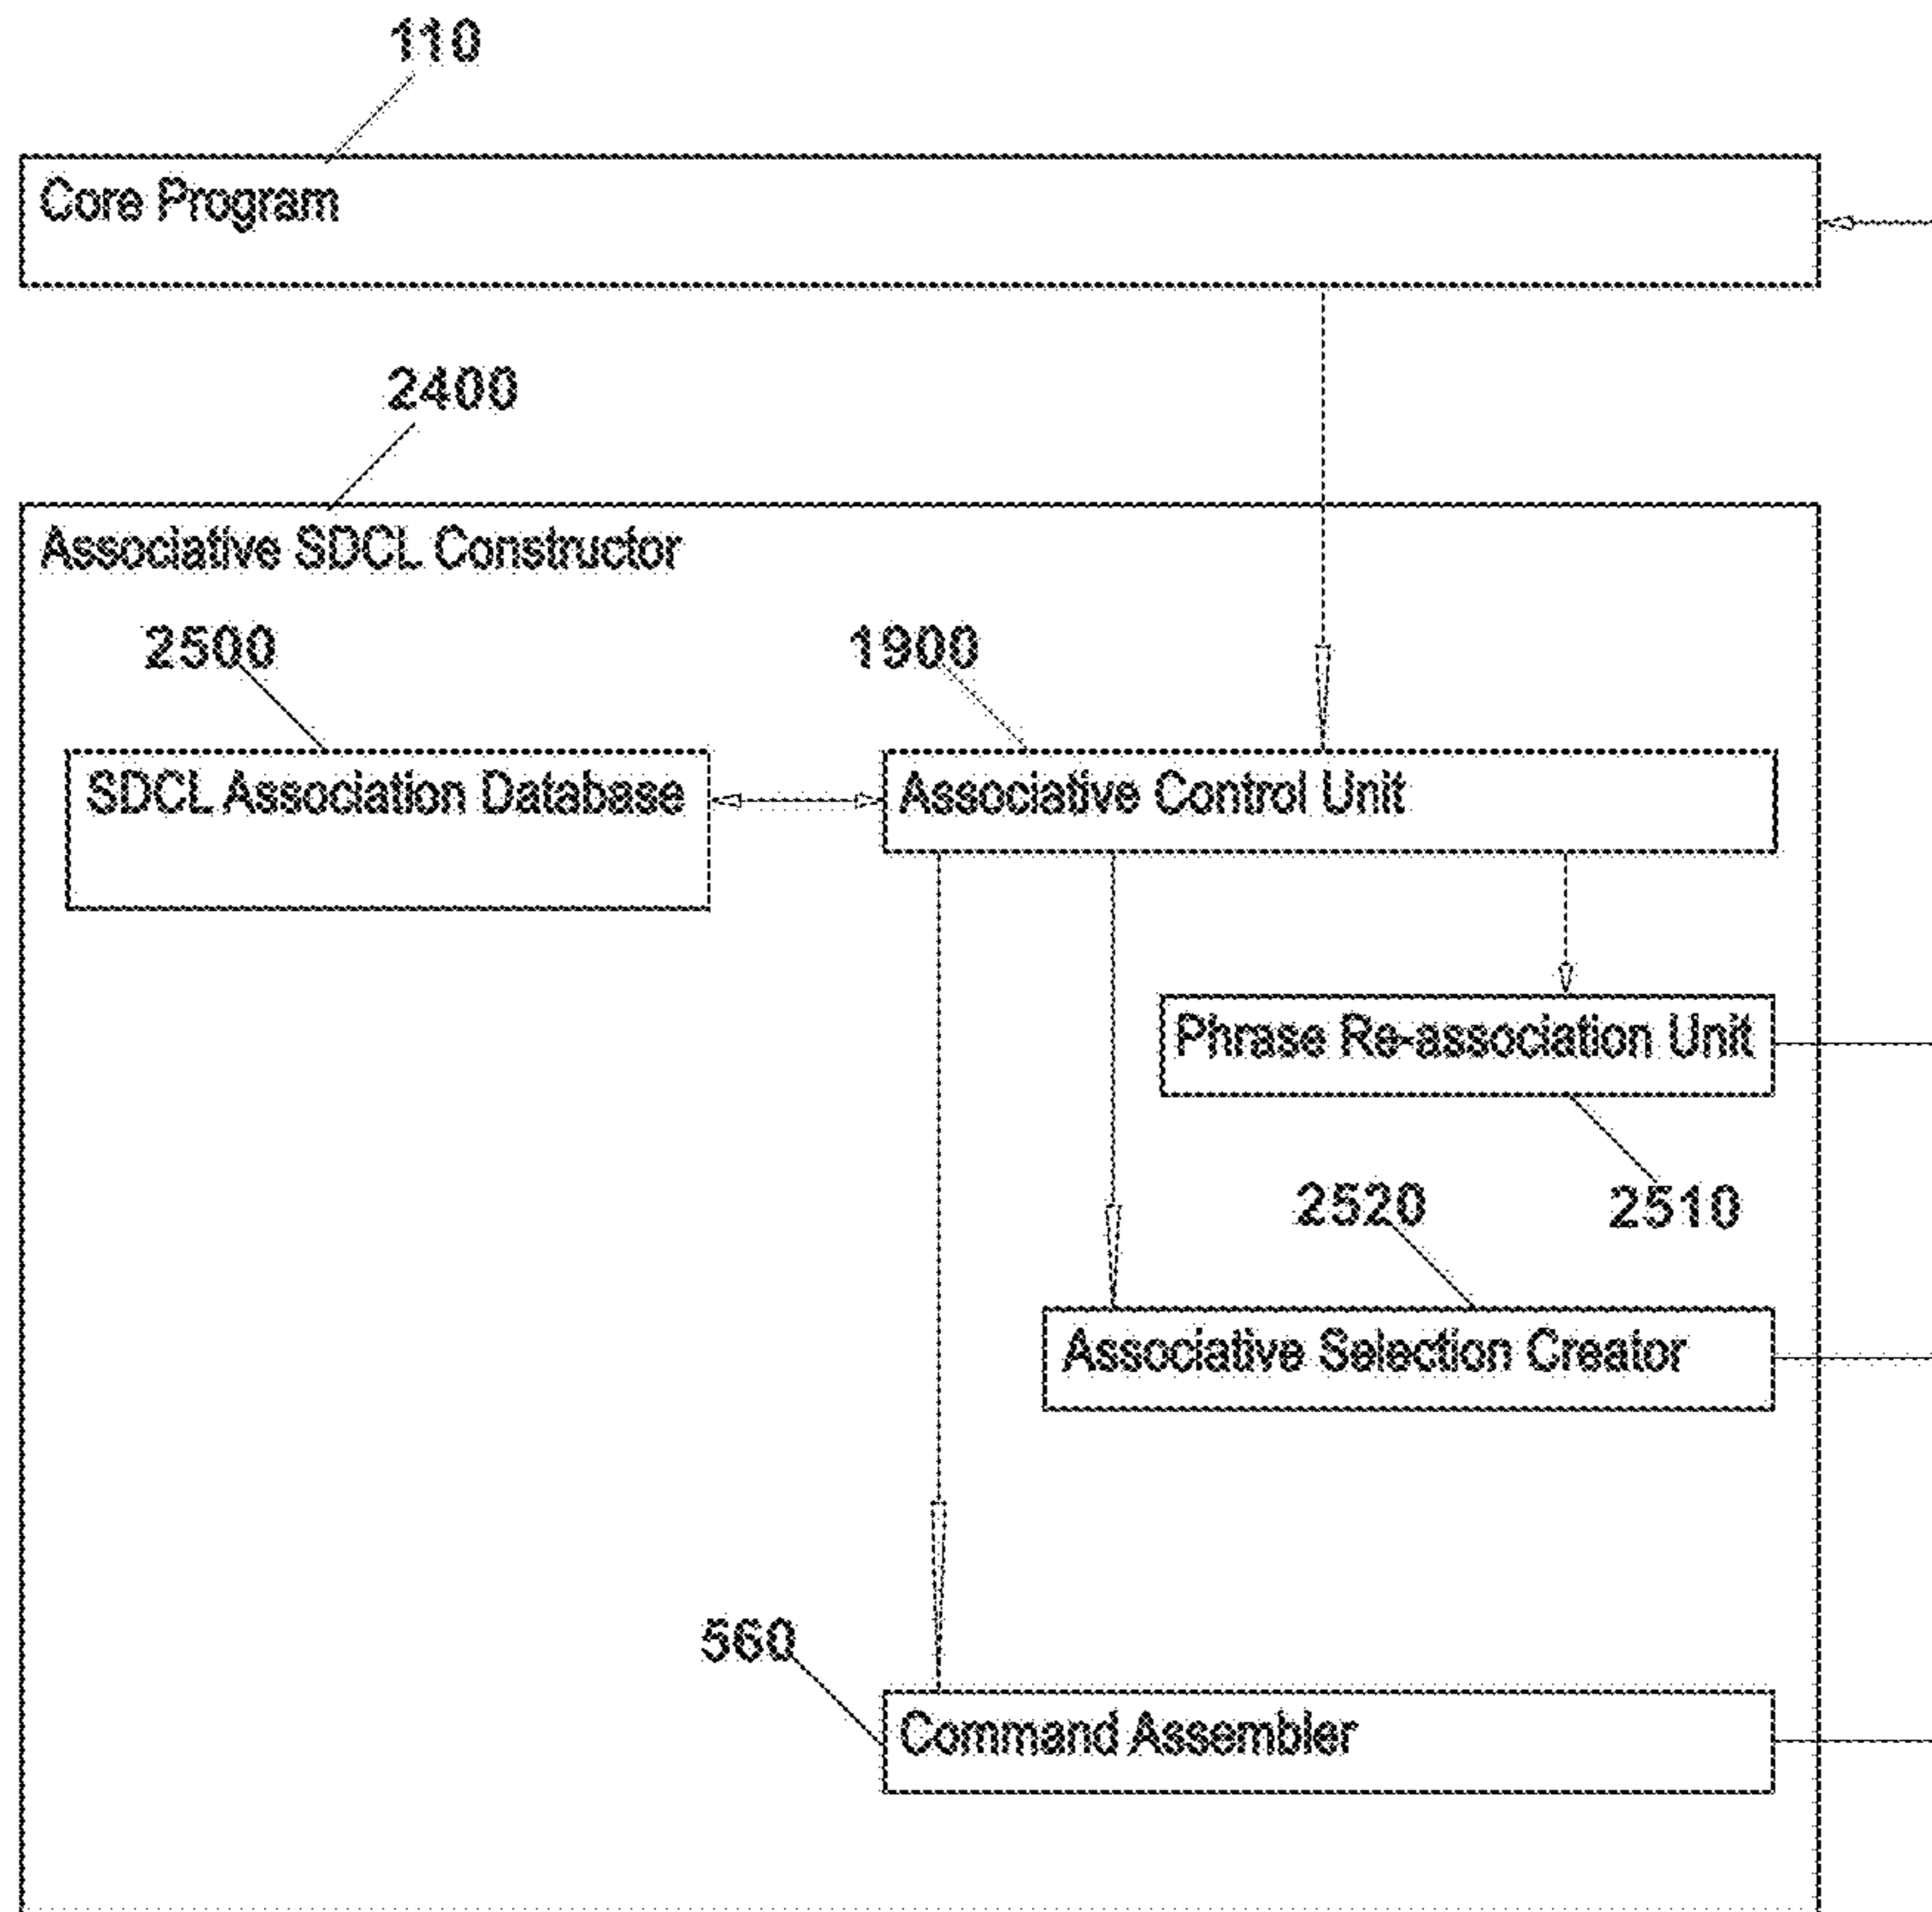 110
Core Program
2400
Associative SDCL Constructor
2500
1900
SDCL Association Database
Associative Control Unit
Phrase Re-association Unit
2520
2510
Associative Selection Creator
560
Command Assembler